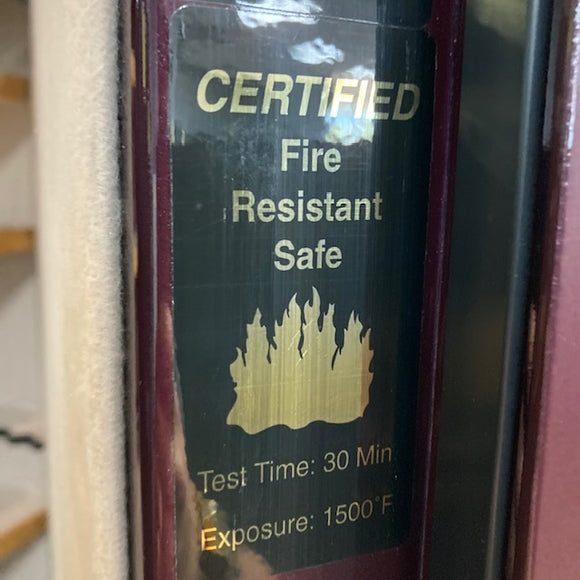 CERTIFIED
Fire
Resistant
Safe
Test Time: 30 Min
Exposure: 1500°F